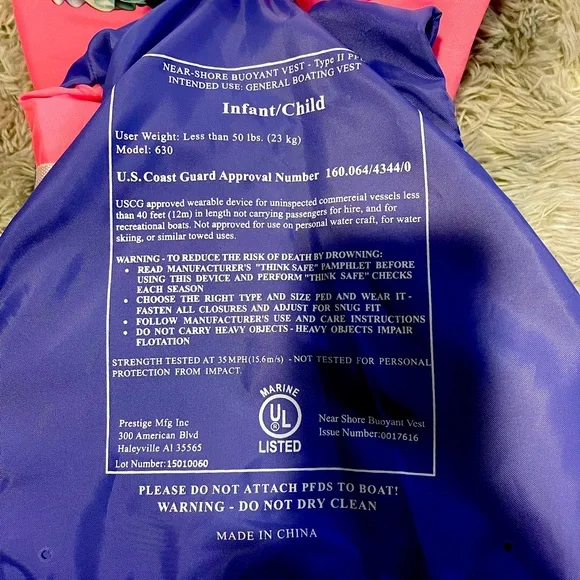 NEAR-SHORE BUOYANT VEST - Type II
INTENDED USE: GENERAL BOATING VEST
Infant/Child
User Weight: Less than 50 lbs. (23 kg)
Model: 630
U.S. Coast Guard Approval Number 160.064/4344/0
USCG approved wearable device for uninspected commercial vessels less
than 40 feet (12m) in length not carrying passengers for hire, and for
recreational boats. Not approved for use on personal water craft, for water
skiing, or similar towed uses.
WARNING - TO REDUCE THE RISK OF DEATH BY DROWNING:
• READ MANUFACTURER'S "THINK SAFE" PAMPHLET BEFORE
USING THIS DEVICE AND PERFORM "THINK SAFE" CHECKS
EACH SEASON
• CHOOSE THE RIGHT TYPE AND SIZE PED AND WEAR IT -
FASTEN ALL CLOSURES AND ADJUST FOR SNUG FIT
• FOLLOW MANUFACTURER'S USE AND CARE INSTRUCTIONS
• DO NOT CARRY HEAVY OBJECTS - HEAVY OBJECTS IMPAIR
FLOTATION
STRENGTH TESTED AT 35 MPH(15.6m/s) - NOT TESTED FOR PERSONAL
PROTECTION FROM IMPACT.
MARINE
UL
®
LISTED
Prestige Mfg Inc
300 American Blvd
Haleyville Al 35565
Lot Number: 15010060
Near Shore Buoyant Vest
Issue Number:0017616
PLEASE DO NOT ATTACH PFDS TO BOAT!
WARNING - DO NOT DRY CLEAN
MADE IN CHINA